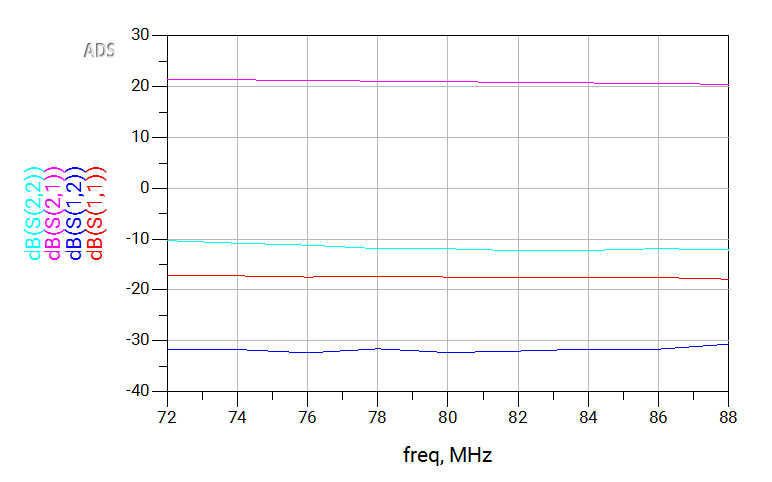 ADS
30
20
10
0
-10
-20
-30
-40
72 74 76 78 80 82 84 86 88
freq, MHz
dB(S(2,2))
dB(S(2,1))
dB(S(1,2))
dB(S(1,1))